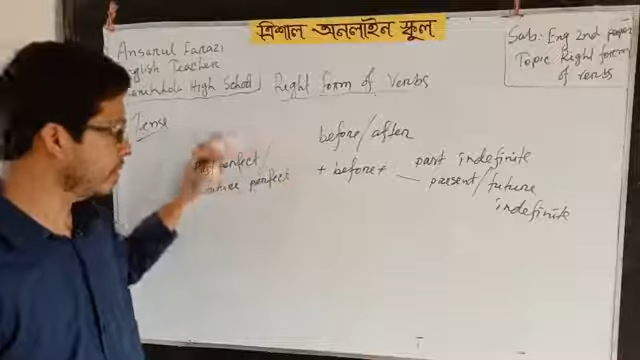 ত্রিশাল অনলাইন স্কুল
Ansarul Farazi
English Teacher
High School
Right form of Verbs
Sub: Eng 2nd paper
Topic Right form
of verbs
Tense
before/after
perfect/
+ before + past indefinite
perfect present/future
indefinite